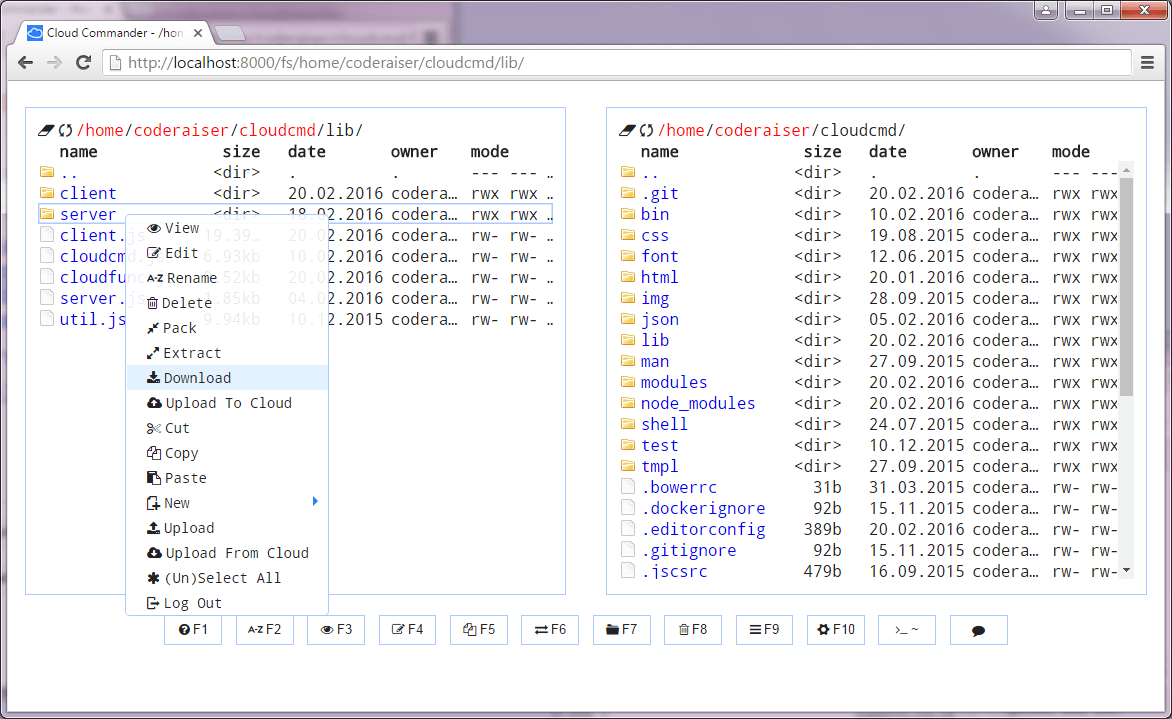 Cloud Commander - /hom
http://localhost:8000/fs/home/coderaiser/cloudcmd/lib/
/home/coderaiser/cloudcmd/lib/
name size date owner mode
.. <dir> . . --- --- ..
client <dir> 20.02.2016 codera… rwx rwx ..
server <dir> 18.02.2016 codera… rwx rwx ..
client.js 19.39… 20.02.2016 codera… rw- rw- ..
cloudcmd.js 6.93kb 10.02.2016 codera… rw- rw- ..
cloudfunc 52kb 20.02.2016 codera… rw- rw- ..
server.js .85kb 04.02.2016 codera… rw- rw- ..
util.js 9.94kb 10.12.2015 codera… rw- rw- ..
View
Edit
A-Z Rename
Delete
Pack
Extract
Download
Upload To Cloud
Cut
Copy
Paste
New
Upload
Upload From Cloud
(Un)Select All
Log Out
/home/coderaiser/cloudcmd/
name size date owner mode
.. <dir> . . --- ---
.git <dir> 20.02.2016 codera… rwx rwx
bin <dir> 10.02.2016 codera… rwx rwx
css <dir> 19.08.2015 codera… rwx rwx
font <dir> 12.06.2015 codera… rwx rwx
html <dir> 20.01.2016 codera… rwx rwx
img <dir> 28.09.2015 codera… rwx rwx
json <dir> 05.02.2016 codera… rwx rwx
lib <dir> 20.02.2016 codera… rwx rwx
man <dir> 27.09.2015 codera… rwx rwx
modules <dir> 20.02.2016 codera… rwx rwx
node_modules <dir> 20.02.2016 codera… rwx rwx
shell <dir> 24.07.2015 codera… rwx rwx
test <dir> 10.12.2015 codera… rwx rwx
tmpl <dir> 27.09.2015 codera… rwx rwx
.bowerrc 31b 31.03.2015 codera… rw- rw-
.dockerignore 92b 15.11.2015 codera… rw- rw-
.editorconfig 389b 20.02.2016 codera… rw- rw-
.gitignore 92b 15.11.2015 codera… rw- rw-
.jscsrc 479b 16.09.2015 codera… rw- rw-
F1 A-Z F2 F3 F4 F5 F6 F7 F8 F9 F10 >_ ~